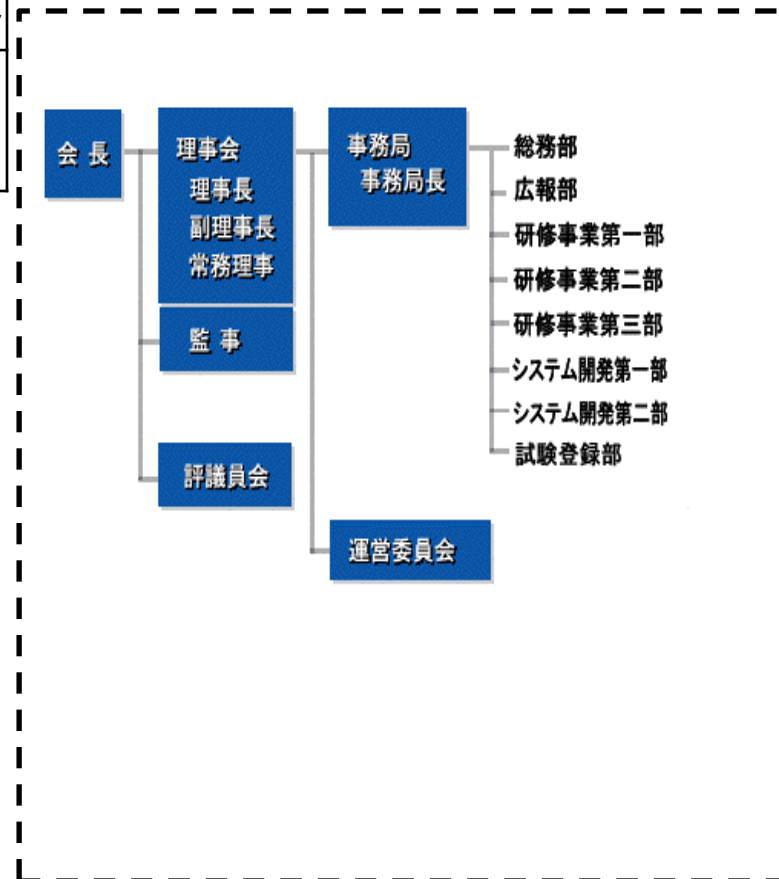 会 長
理事会
理事長
副理事長
常務理事
監 事
評議員会
事務局
事務局長
運営委員会
総務部
広報部
研修事業第一部
研修事業第二部
研修事業第三部
システム開発第一部
システム開発第二部
試験登録部